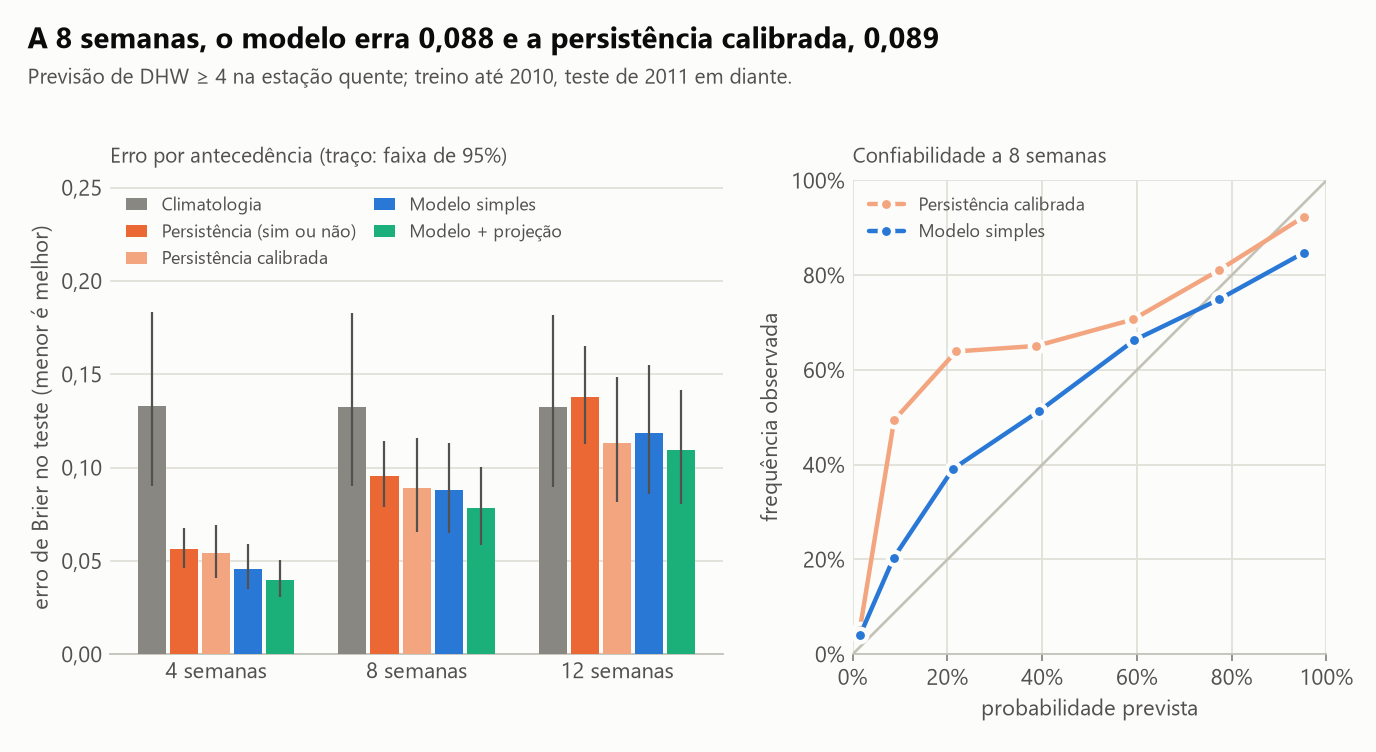 A 8 semanas, o modelo erra 0,088 e a persistência calibrada, 0,089
Previsão de DHW ≥ 4 na estação quente; treino até 2010, teste de 2011 em diante.
Erro por antecedência (traço: faixa de 95%)
erro de Brier no teste (menor é melhor)
0,25
0,20
0,15
0,10
0,05
0,00
Climatologia
Persistência (sim ou não)
Persistência calibrada
Modelo simples
Modelo + projeção
4 semanas
8 semanas
12 semanas
Confiabilidade a 8 semanas
frequência observada
100%
80%
60%
40%
20%
0%
Persistência calibrada
Modelo simples
0%
20%
40%
60%
80%
100%
probabilidade prevista